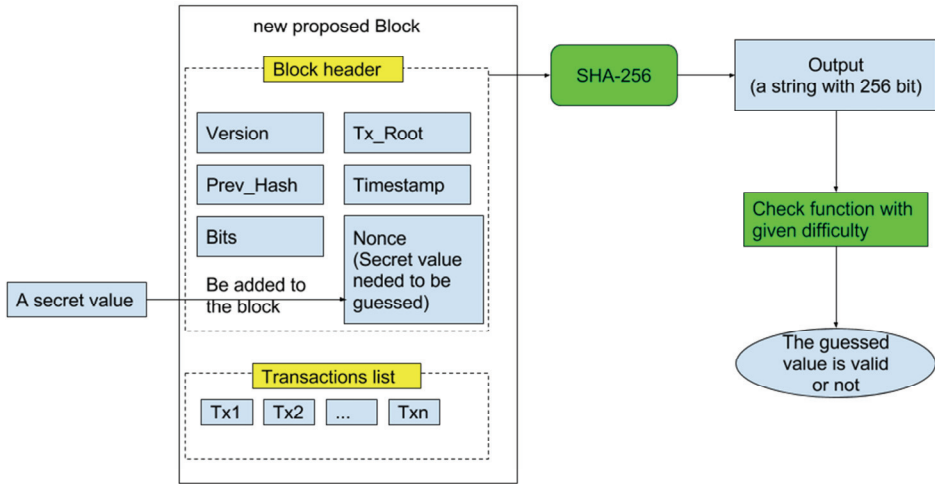 new proposed Block
Block header
SHA-256
Output
(a string with 256 bit)
Version
Tx_Root
Prev_Hash
Timestamp
Bits
Nonce
(Secret value
neded to be
guessed)
Check function with
given difficulty
A secret value
Be added to
the block
The guessed
value is valid
or not
Transactions list
Tx1
Tx2
...
Txn